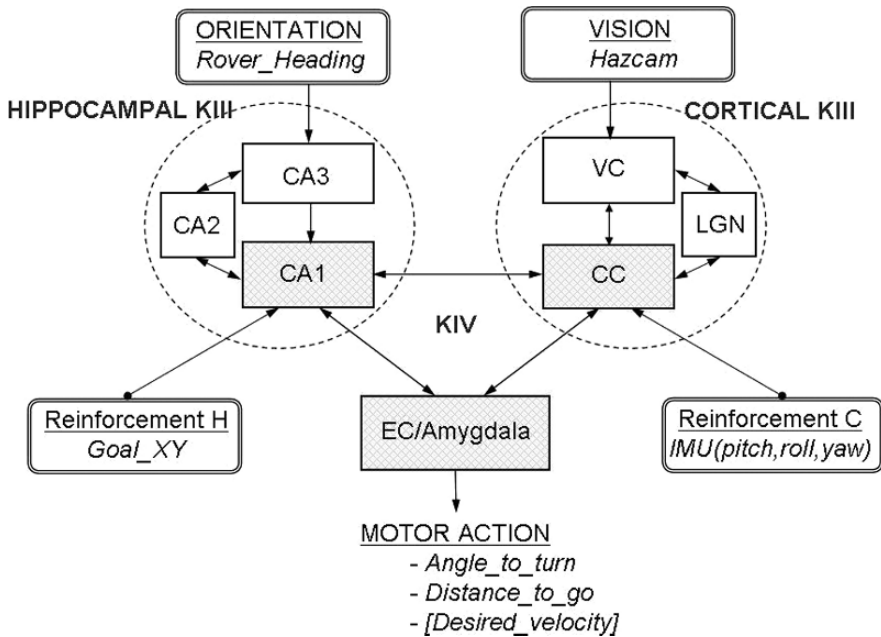 ORIENTATION
Rover_Heading
VISION
Hazcam
HIPPOCAMPAL KIII
CORTICAL KIII
CA3
CA2
CA1
VC
LGN
CC
KIV
Reinforcement H
Goal_XY
EC/Amygdala
Reinforcement C
IMU(pitch,roll,yaw)
MOTOR ACTION
- Angle_to_turn
- Distance_to_go
- [Desired_velocity]